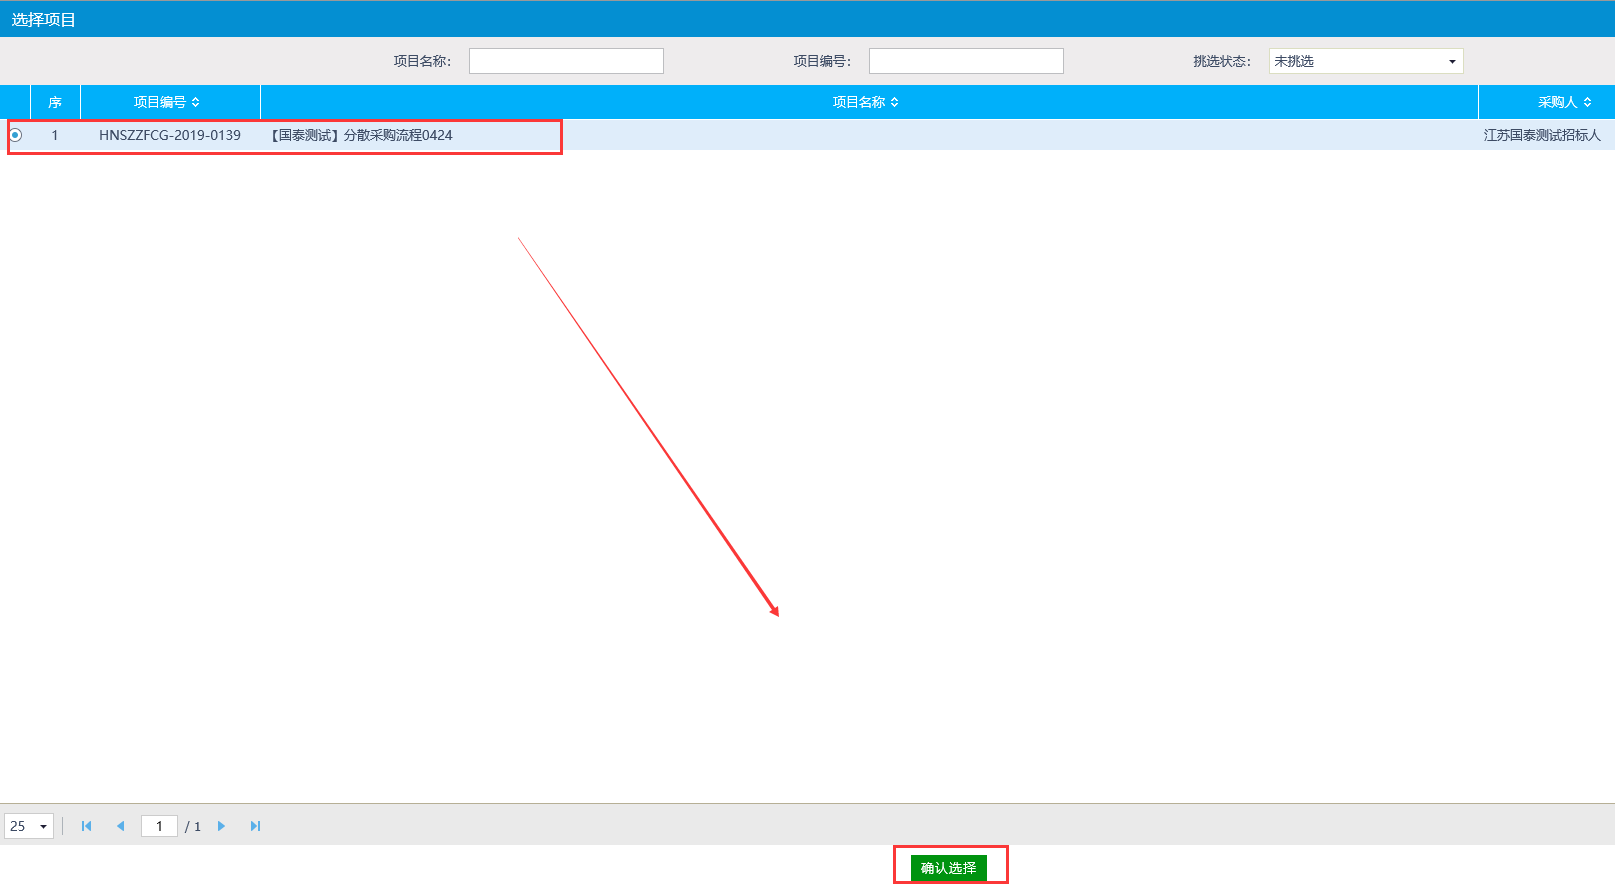 选择项目
项目名称: 项目编号: 挑选状态: 未挑选
序 项目编号 项目名称 采购人
1 HNSZZFCG-2019-0139 【国泰测试】分散采购流程0424 江苏国泰测试招标人
25 1 / 1
确认选择